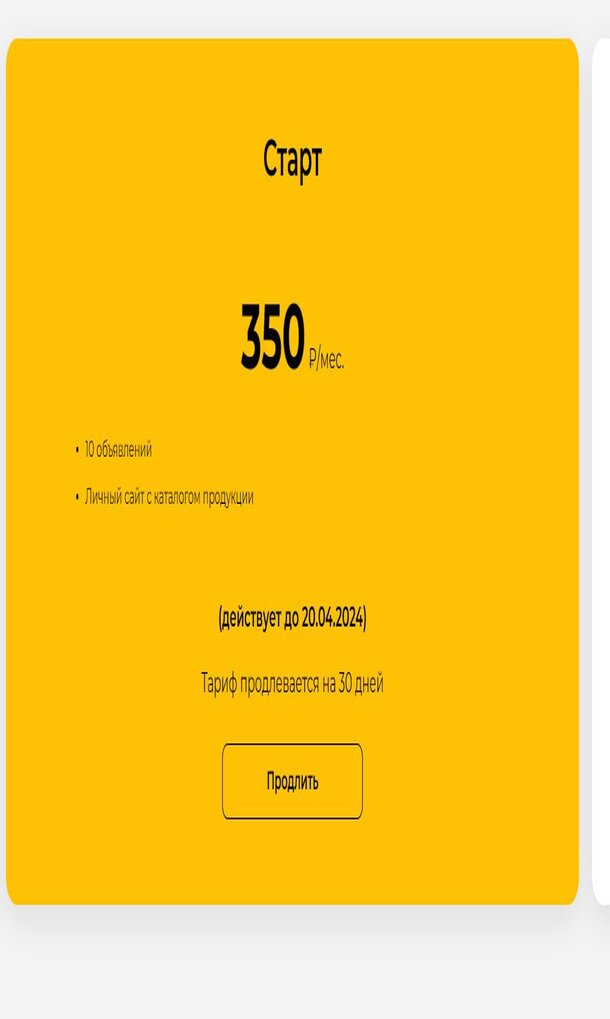 Старт
350 ₽/мес.
• 10 объявлений
• Личный сайт с каталогом продукции
(действует до 20.04.2024)
Тариф продлевается на 30 дней
Продлить